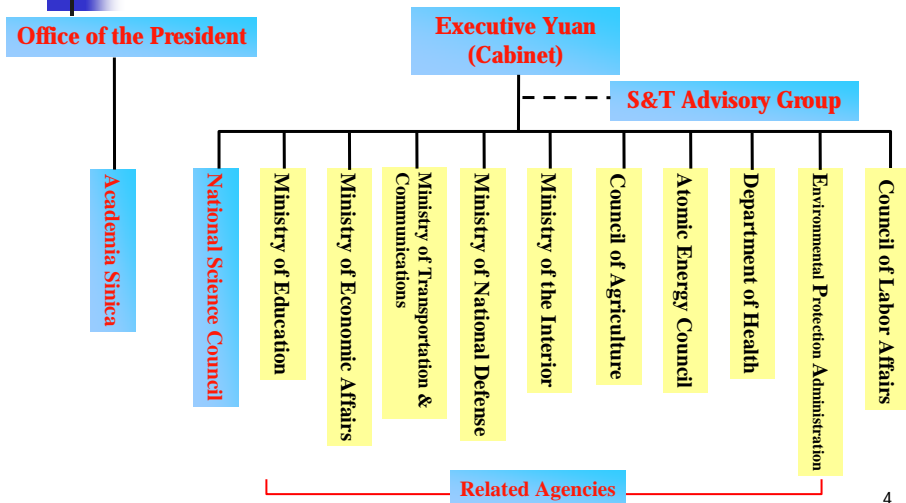 Office of the President
Executive Yuan
(Cabinet)
S&T Advisory Group
Academia Sinica
National Science Council
Ministry of Education
Ministry of Economic Affairs
Ministry of Transportation &
Communications
Ministry of National Defense
Ministry of the Interior
Council of Agriculture
Atomic Energy Council
Department of Health
Environmental Protection Administration
Council of Labor Affairs
Related Agencies
4